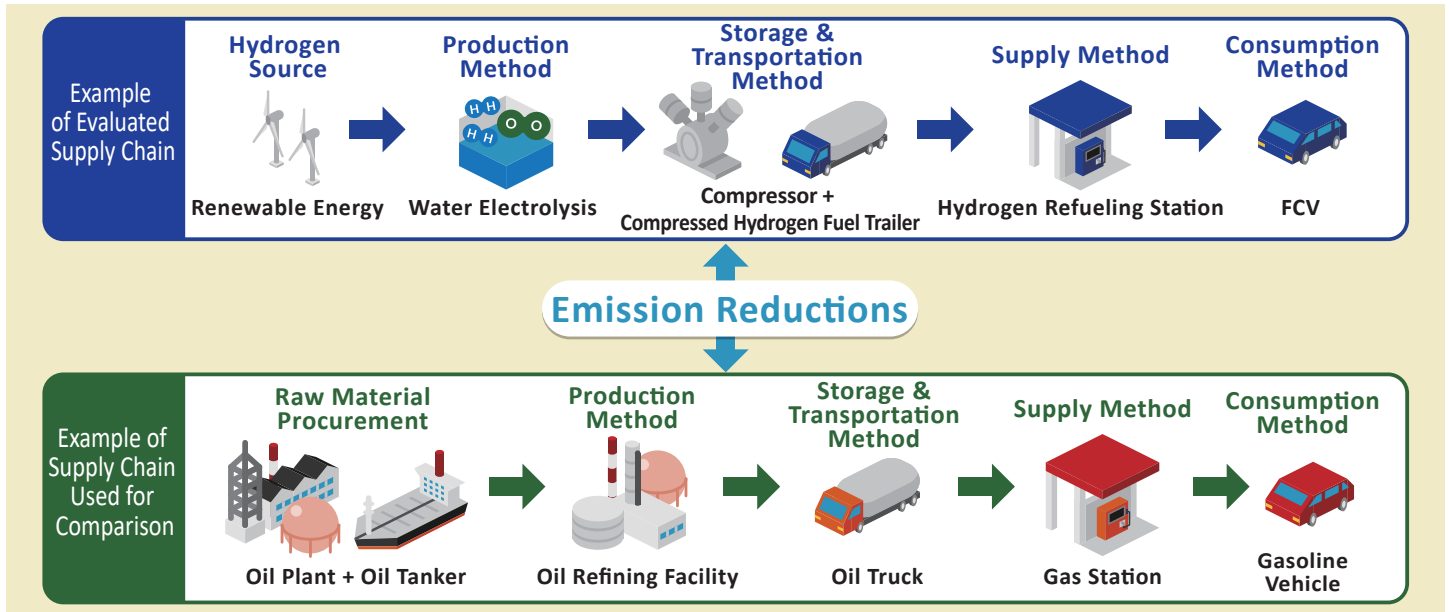 Example
of Evaluated
Supply Chain
Hydrogen
Source
Renewable Energy
Production
Method
H H
H H
O O
Water Electrolysis
Storage &
Transportation
Method
Compressor +
Compressed Hydrogen Fuel Trailer
Supply Method
Hydrogen Refueling Station
Consumption
Method
FCV
Emission Reductions
Example of
Supply Chain
Used for
Comparison
Raw Material
Procurement
Oil Plant + Oil Tanker
Production
Method
Oil Refining Facility
Storage &
Transportation
Method
Oil Truck
Supply Method
Gas Station
Consumption
Method
Gasoline
Vehicle